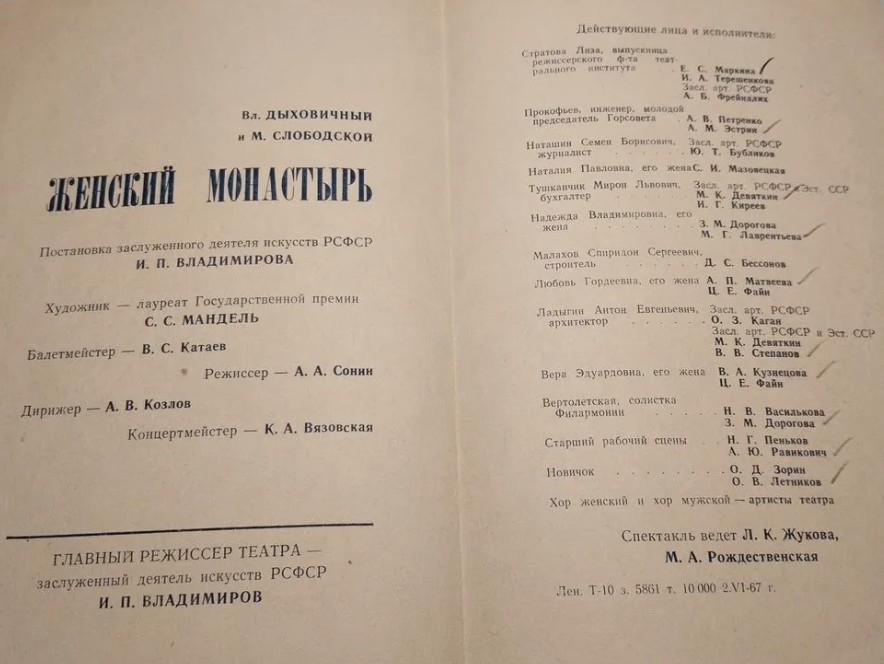 Вл. ДЫХОВИЧНЫЙ
и М. СЛОБОДСКОЙ
ЖЕНСКИЙ МОНАСТЫРЬ
Постановка заслуженного деятеля искусств РСФСР
И. П. ВЛАДИМИРОВА
Художник — лауреат Государственной премии
С. С. МАНДЕЛЬ
Балетмейстер — В. С. Катаев
Режиссер — А. А. Сонин
Дирижер — А. В. Козлов
Концертмейстер — К. А. Вязовская
ГЛАВНЫЙ РЕЖИССЕР ТЕАТРА —
заслуженный деятель искусств РСФСР
И. П. ВЛАДИМИРОВ
Действующие лица и исполнители:
Стратова Лиза, выпускница
режиссерского ф-та теат-
рального института . Е. С. Маркина
И. А. Терешенкова
Засл. арт. РСФСР
А. Б. Фрейндлих
Прокофьев, инженер, молодой
председатель Горсовета . А. В. Петренко
А. М. Эстрин
Наташин Семен Борисович, Засл. арт. РСФСР
журналист . . . . . . Ю. Т. Бубликов
Наталия Павловна, его жена С. И. Мазовецкая
Тушкавчик Мирон Львович, Засл. арт. РСФСР и Эст. ССР
бухгалтер . . . . . . М. К. Девяткин
И. Г. Киреев
Надежда Владимировна, его
жена . . . . . . . . З. М. Дорогова
М. Г. Лаврентьева
Малахов Спиридон Сергеевич,
строитель . . . . . . Д. С. Бессонов
Любовь Гордеевна, его жена А. П. Матвеева
Ц. Е. Файн
Ладыгин Антон Евгеньевич, Засл. арт. РСФСР
архитектор . . . . . . О. З. Каган
Засл. арт. РСФСР и Эст. ССР
М. К. Девяткин
В. В. Степанов
Вера Эдуардовна, его жена В. А. Кузнецова
Ц. Е. Файн
Вертолетская, солистка
Филармонии . . . . . Н. В. Василькова
З. М. Дорогова
Старший рабочий сцены . . Н. Г. Пеньков
А. Ю. Равикович
Новичок . . . . . . . О. Д. Зорин
О. В. Летников
Хор женский и хор мужской — артисты театра
Спектакль ведет Л. К. Жукова,
М. А. Рождественская
Лен. Т-10 з. 5861 т. 10 000 2-VI-67 г.